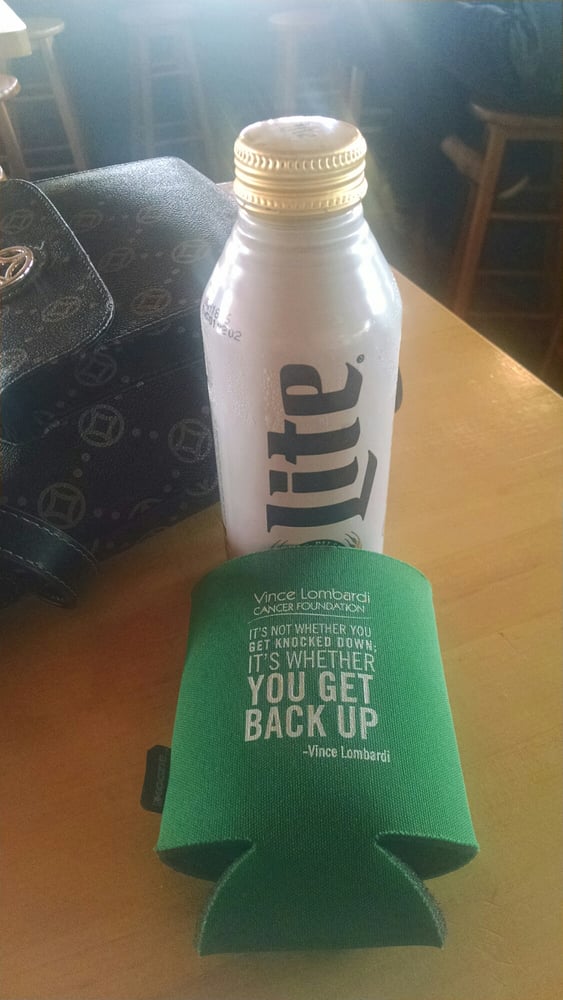 Lite®
Vince Lombardi
CANCER FOUNDATION
IT'S NOT WHETHER YOU
GET KNOCKED DOWN;
IT'S WHETHER
YOU GET
BACK UP
-Vince Lombardi